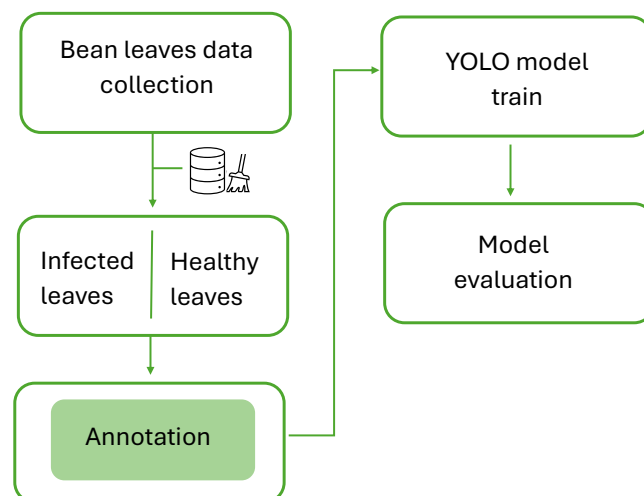 Bean leaves data
collection
Infected
leaves
Healthy
leaves
Annotation
YOLO model
train
Model
evaluation